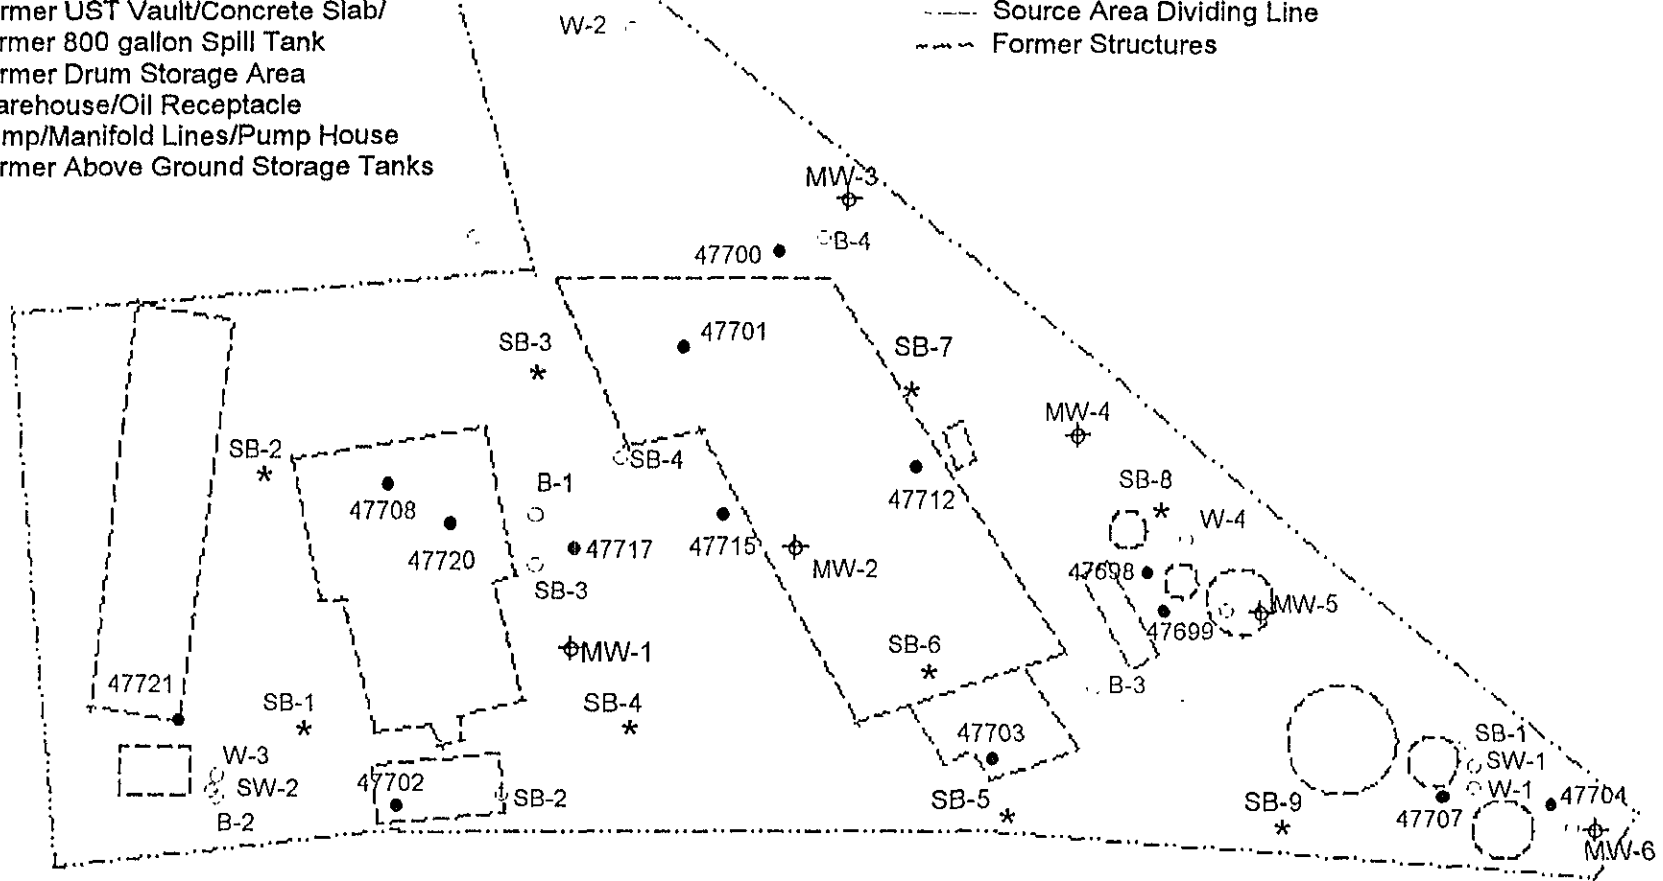 rmer UST Vault/Concrete Slab/
rmer 800 gallon Spill Tank
rmer Drum Storage Area
arehouse/Oil Receptacle
mp/Manifold Lines/Pump House
rmer Above Ground Storage Tanks
Source Area Dividing Line
Former Structures
W-2
MW-3
B-4
47700
47701
SB-3
SB-7
MW-4
SB-2
SB-4
B-1
47708
47712
SB-8
W-4
47720
47717
47715
MW-2
47698
SB-3
MW-5
47699
MW-1
SB-6
47721
B-3
SB-1
SB-4
47703
SB-1
W-3
SW-1
47702
SW-2
W-1
SB-2
SB-5
SB-9
47704
B-2
47707
MW-6